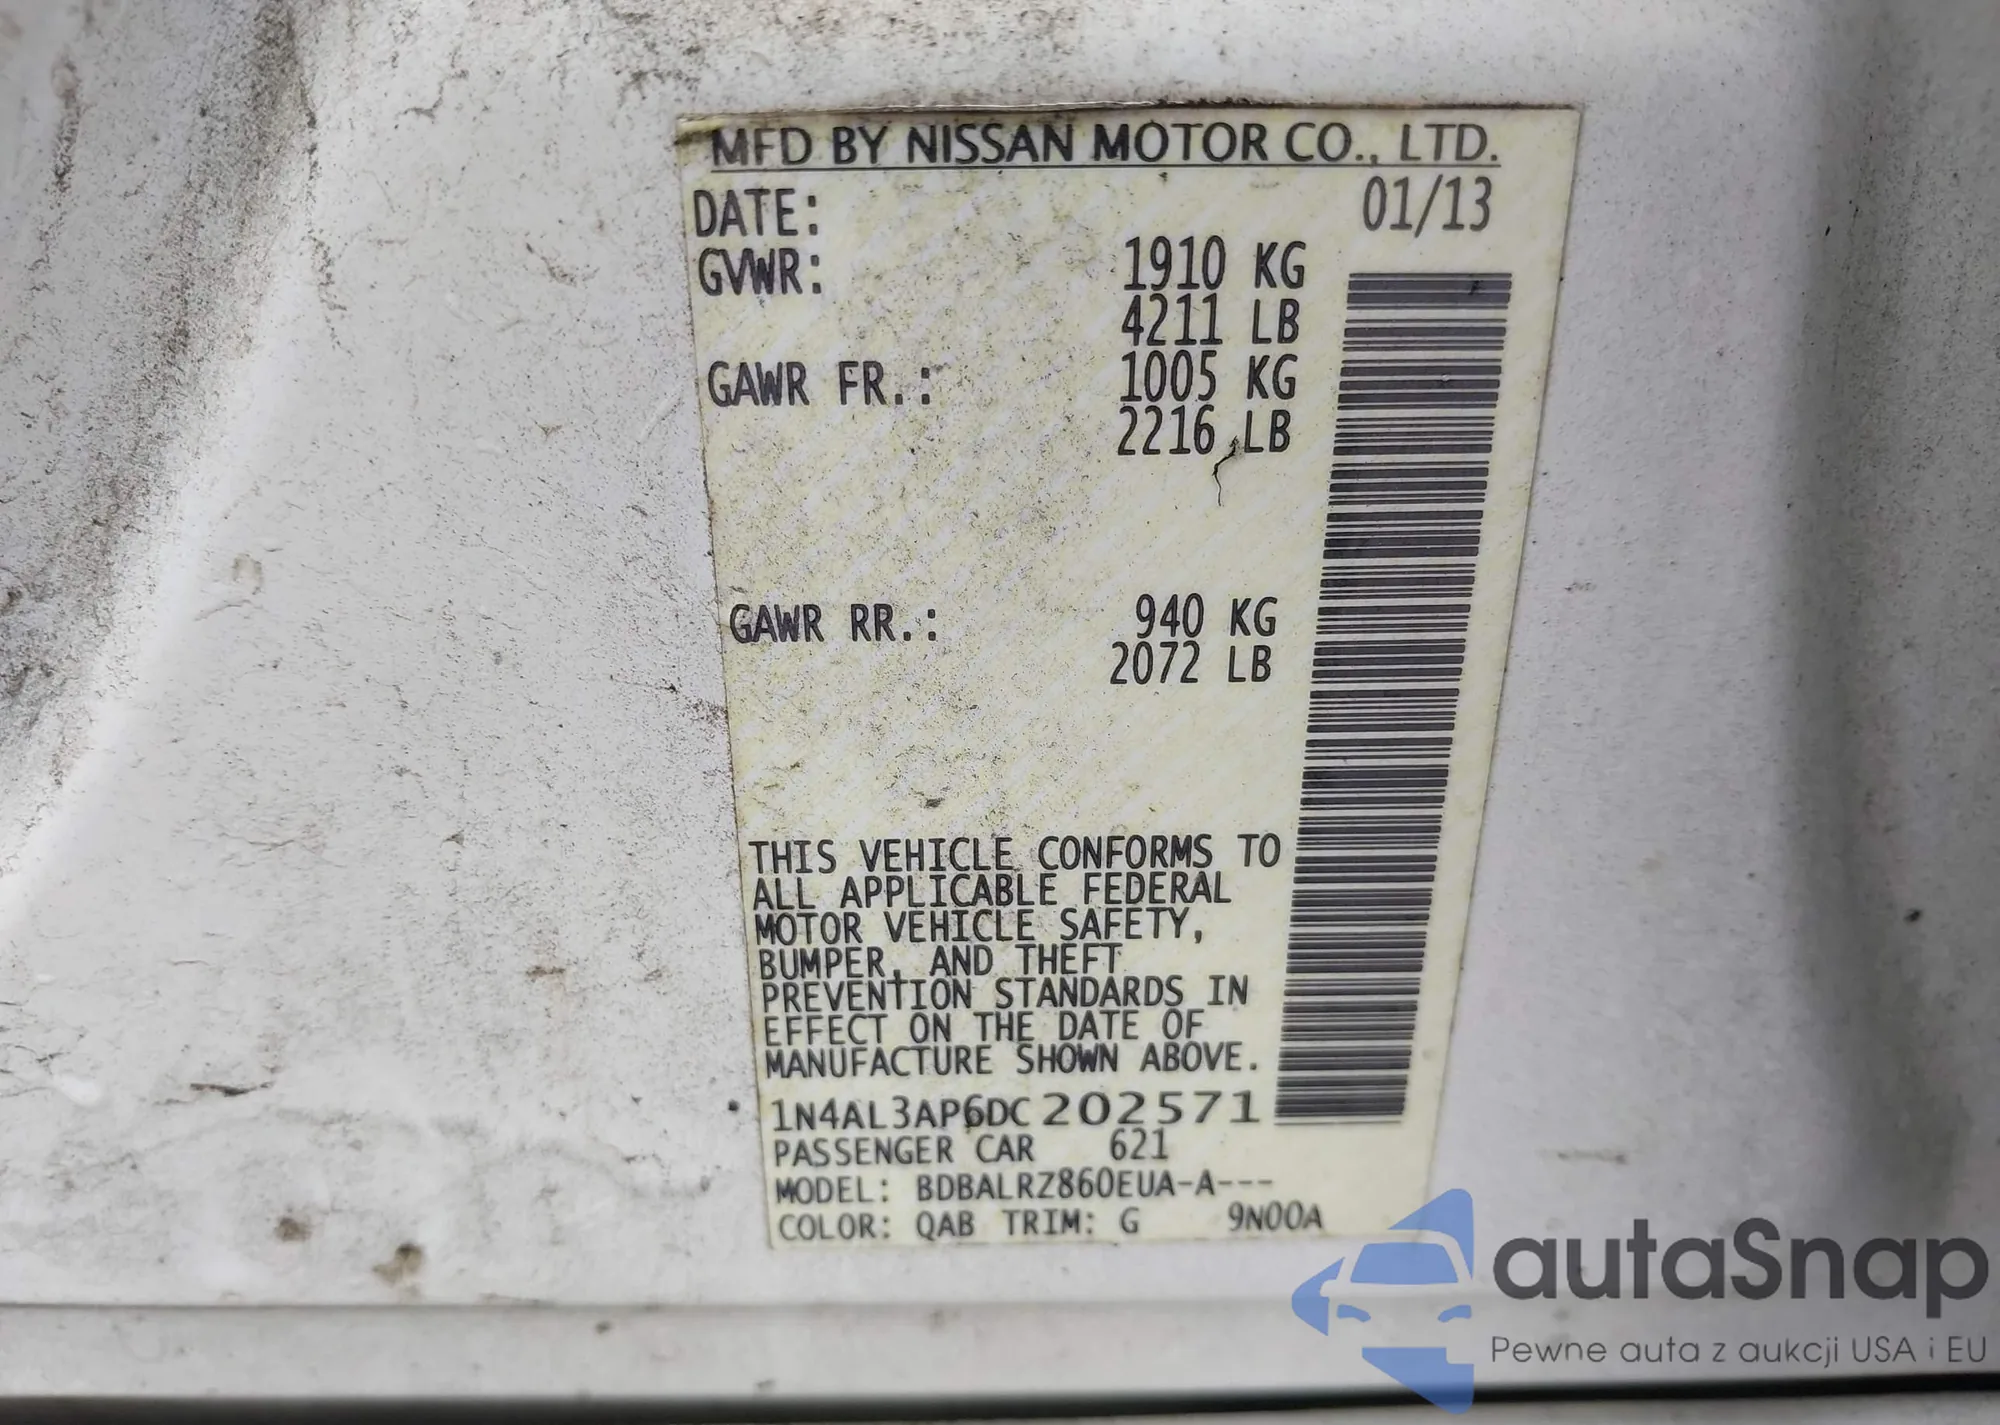 MFD BY NISSAN MOTOR CO., LTD.
DATE: 01/13
GVWR: 1910 KG
4211 LB
GAWR FR.: 1005 KG
2216 LB
GAWR RR.: 940 KG
2072 LB
THIS VEHICLE CONFORMS TO
ALL APPLICABLE FEDERAL
MOTOR VEHICLE SAFETY,
BUMPER, AND THEFT
PREVENTION STANDARDS IN
EFFECT ON THE DATE OF
MANUFACTURE SHOWN ABOVE.
1N4AL3AP6DC202571
PASSENGER CAR 621
MODEL: BDBALRZ860EUA-A---
COLOR: QAB TRIM: G 9N00A
autaSnap
Pewne auta z aukcji USA i EU